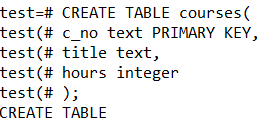 test=# CREATE TABLE courses(
test(# c_no text PRIMARY KEY,
test(# title text,
test(# hours integer
test(# );
CREATE TABLE